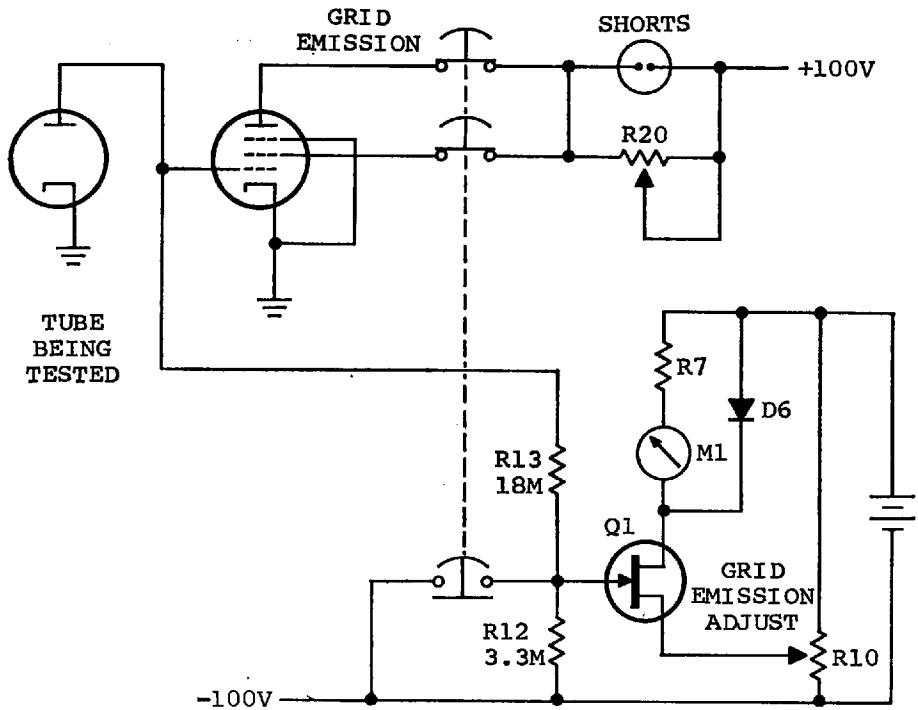 GRID
EMISSION
SHORTS
+100V
R20
TUBE
BEING
TESTED
R7
D6
M1
R13
18M
Q1
GRID
EMISSION
ADJUST
R12
3.3M
R10
-100V